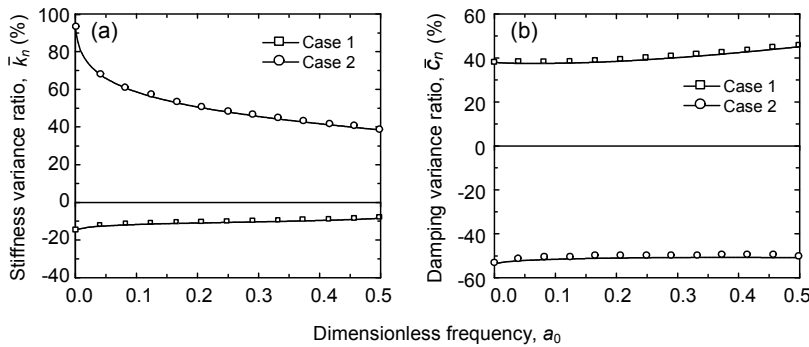 (a)
Stiffness variance ratio, k̄n (%)
100
80
60
40
20
0
-20
-40
Case 1
Case 2
0.0 0.1 0.2 0.3 0.4 0.5
(b)
Damping variance ratio, c̄n (%)
60
40
20
0
-20
-40
-60
Case 1
Case 2
0.0 0.1 0.2 0.3 0.4 0.5
Dimensionless frequency, a0